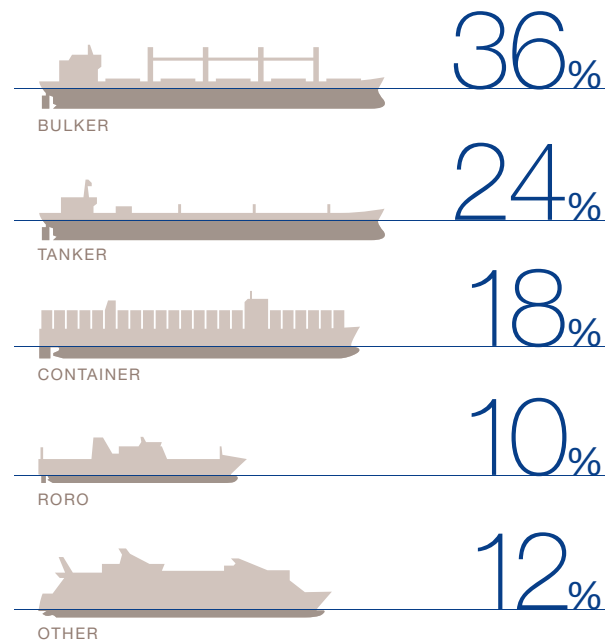 36%
BULKER
24%
TANKER
18%
CONTAINER
10%
RORO
12%
OTHER